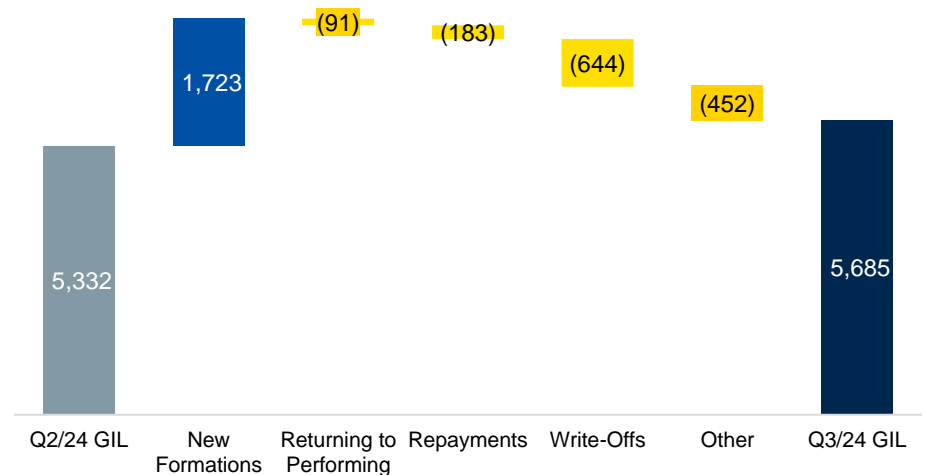 (91)
(183)
(644)
1,723
(452)
5,332
5,685
Q2/24 GIL
New
Formations
Returning to
Performing
Repayments
Write-Offs
Other
Q3/24 GIL